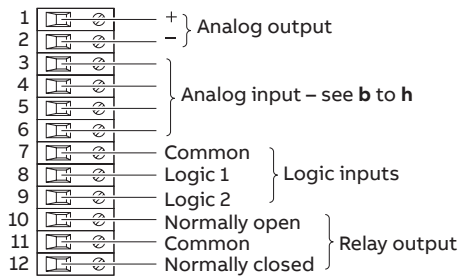 1 + Analog output
2 –
3
4 Analog input – see b to h
5
6
7 Common
8 Logic 1 Logic inputs
9 Logic 2
10 Normally open
11 Common Relay output
12 Normally closed